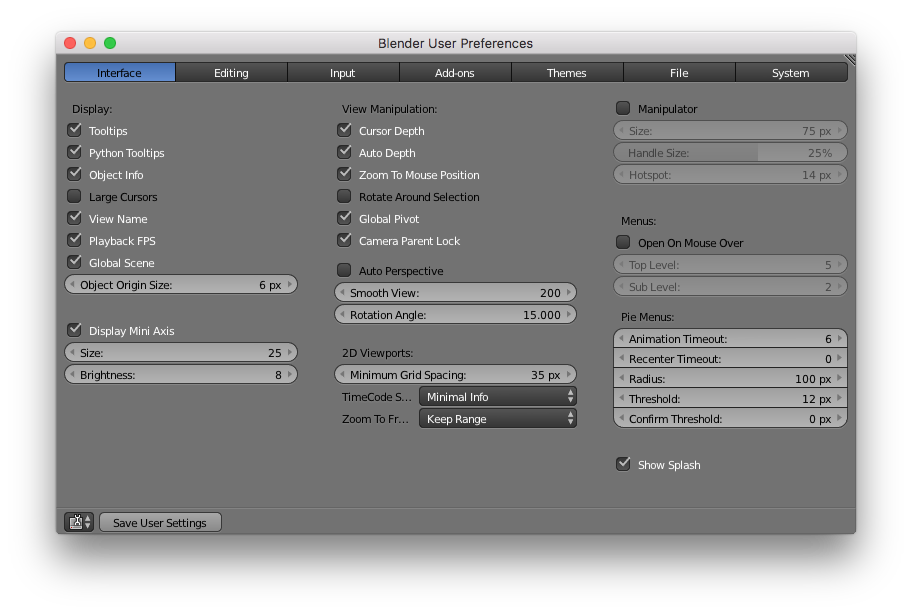 Blender User Preferences
Interface Editing Input Add-ons Themes File System
Display:
Tooltips
Python Tooltips
Object Info
Large Cursors
View Name
Playback FPS
Global Scene
Object Origin Size: 6 px
Display Mini Axis
Size: 25
Brightness: 8
View Manipulation:
Cursor Depth
Auto Depth
Zoom To Mouse Position
Rotate Around Selection
Global Pivot
Camera Parent Lock
Auto Perspective
Smooth View: 200
Rotation Angle: 15.000
2D Viewports:
Minimum Grid Spacing: 35 px
TimeCode S... Minimal Info
Zoom To Fr... Keep Range
Manipulator
Size: 75 px
Handle Size: 25%
Hotspot: 14 px
Menus:
Open On Mouse Over
Top Level: 5
Sub Level: 2
Pie Menus:
Animation Timeout: 6
Recenter Timeout: 0
Radius: 100 px
Threshold: 12 px
Confirm Threshold: 0 px
Show Splash
Save User Settings